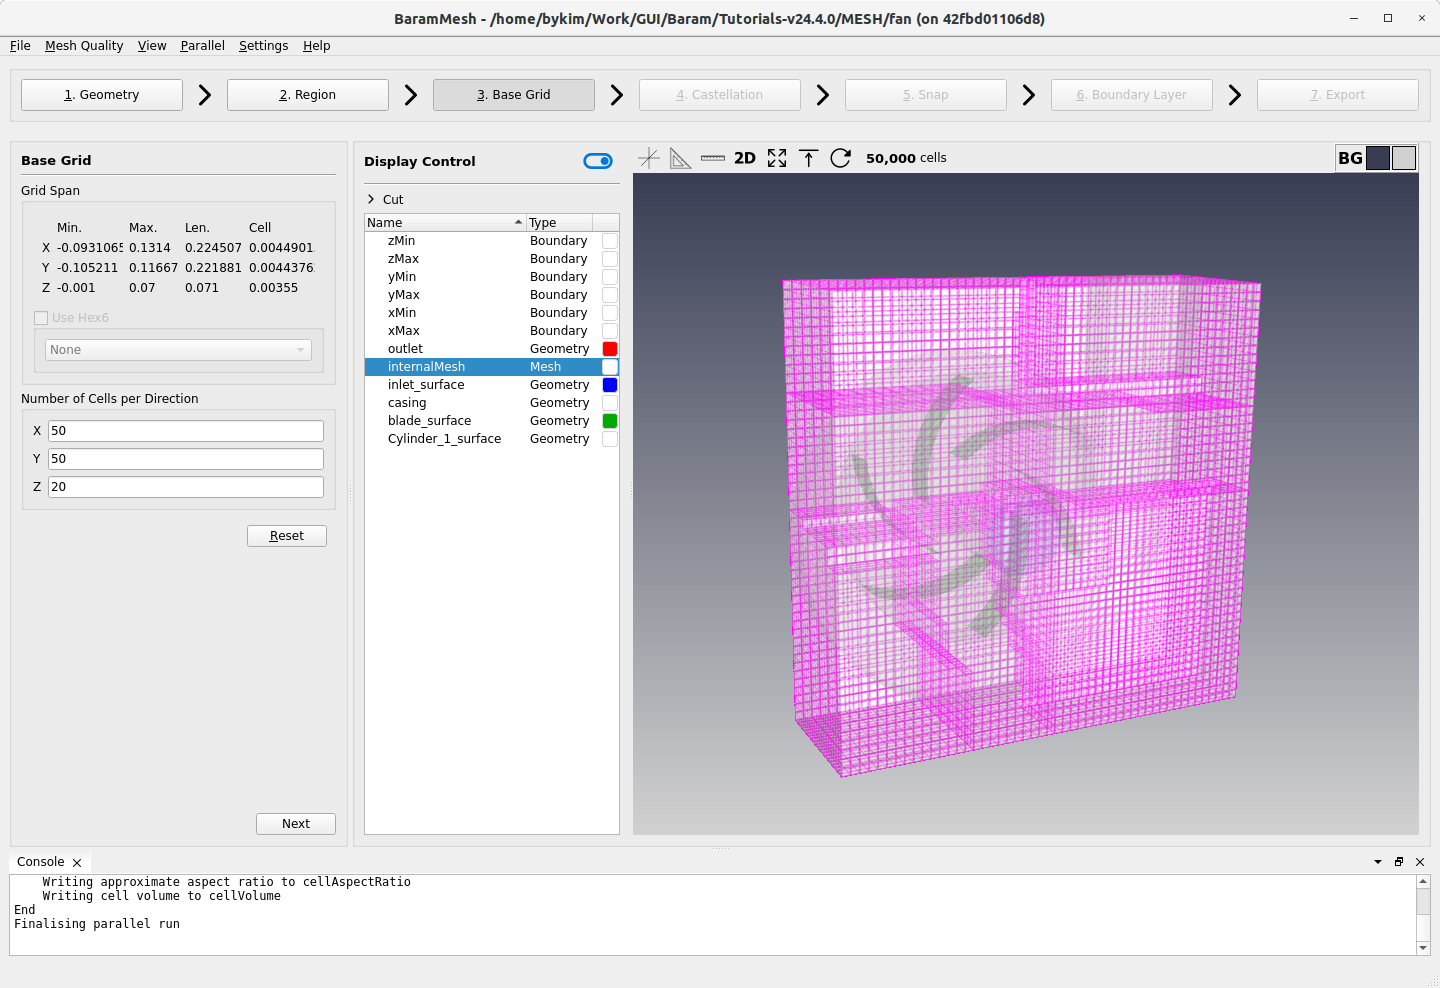 BaramMesh - /home/bykim/Work/GUI/Baram/Tutorials-v24.4.0/MESH/fan (on 42fbd01106d8)
File Mesh Quality View Parallel Settings Help
1. Geometry 2. Region 3. Base Grid 4. Castellation 5. Snap 6. Boundary Layer 7. Export
Base Grid
Grid Span
Min. Max. Len. Cell
X -0.0931065 0.1314 0.224507 0.0044901
Y -0.105211 0.11667 0.221881 0.0044376
Z -0.001 0.07 0.071 0.00355
Use Hex6
None
Number of Cells per Direction
X 50
Y 50
Z 20
Reset
Next
Display Control
Cut
Name Type
zMin Boundary
zMax Boundary
yMin Boundary
yMax Boundary
xMin Boundary
xMax Boundary
outlet Geometry
internalMesh Mesh
inlet_surface Geometry
casing Geometry
blade_surface Geometry
Cylinder_1_surface Geometry
2D 50,000 cells BG
Console
Writing approximate aspect ratio to cellAspectRatio
Writing cell volume to cellVolume
End
Finalising parallel run